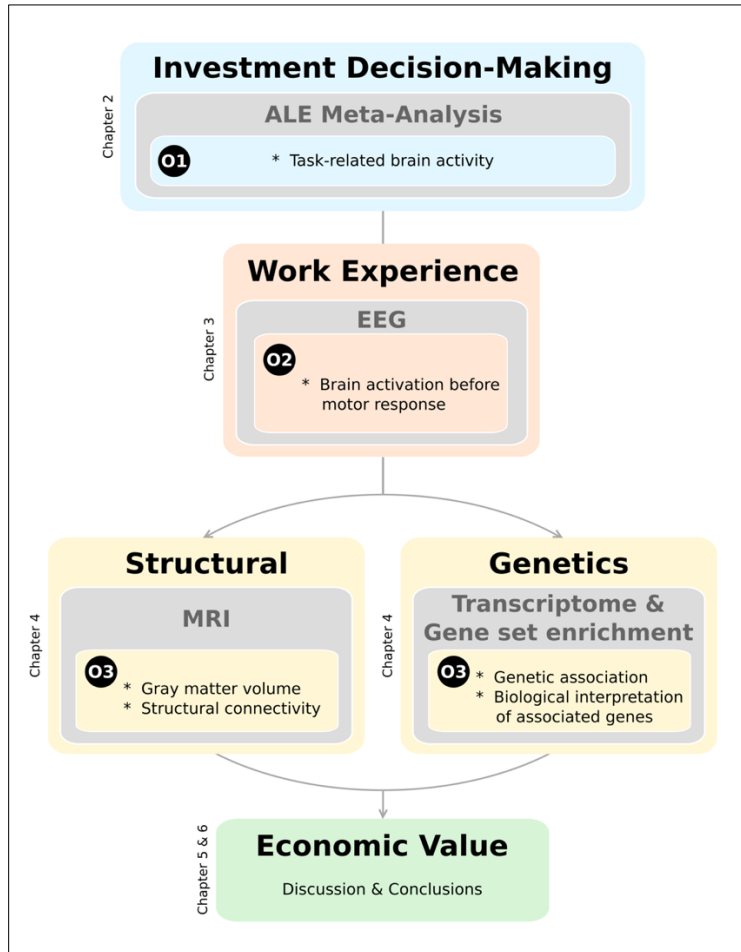 Investment Decision-Making
Chapter 2
ALE Meta-Analysis
O1
* Task-related brain activity
Work Experience
Chapter 3
EEG
O2
* Brain activation before
motor response
Structural
Chapter 4
MRI
O3
* Gray matter volume
* Structural connectivity
Genetics
Chapter 4
Transcriptome &
Gene set enrichment
O3
* Genetic association
* Biological interpretation
of associated genes
Chapter 5 & 6
Economic Value
Discussion & Conclusions